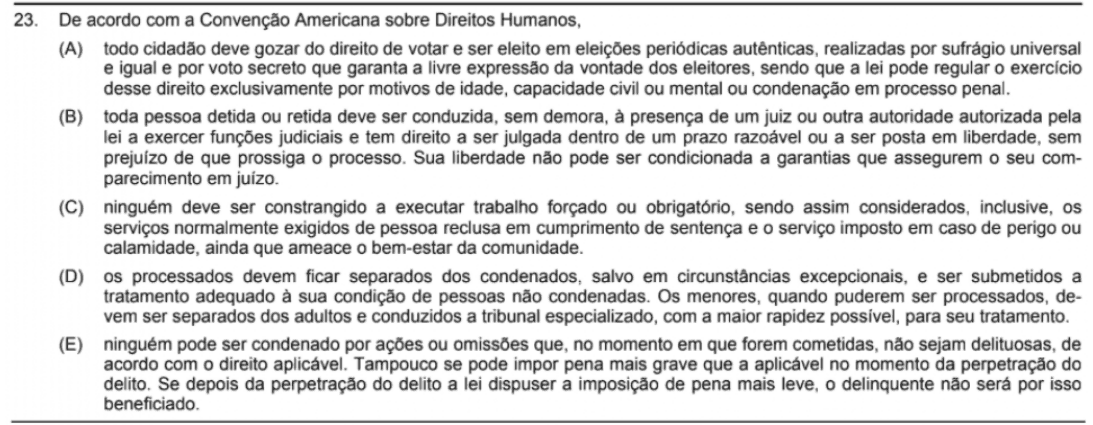 23. De acordo com a Convenção Americana sobre Direitos Humanos,
(A) todo cidadão deve gozar do direito de votar e ser eleito em eleições periódicas autênticas, realizadas por sufrágio universal
e igual e por voto secreto que garanta a livre expressão da vontade dos eleitores, sendo que a lei pode regular o exercício
desse direito exclusivamente por motivos de idade, capacidade civil ou mental ou condenação em processo penal.
(B) toda pessoa detida ou retida deve ser conduzida, sem demora, à presença de um juiz ou outra autoridade autorizada pela
lei a exercer funções judiciais e tem direito a ser julgada dentro de um prazo razoável ou a ser posta em liberdade, sem
prejuízo de que prossiga o processo. Sua liberdade não pode ser condicionada a garantias que assegurem o seu com-
parecimento em juízo.
(C) ninguém deve ser constrangido a executar trabalho forçado ou obrigatório, sendo assim considerados, inclusive, os
serviços normalmente exigidos de pessoa reclusa em cumprimento de sentença e o serviço imposto em caso de perigo ou
calamidade, ainda que ameace o bem-estar da comunidade.
(D) os processados devem ficar separados dos condenados, salvo em circunstâncias excepcionais, e ser submetidos a
tratamento adequado à sua condição de pessoas não condenadas. Os menores, quando puderem ser processados, de-
vem ser separados dos adultos e conduzidos a tribunal especializado, com a maior rapidez possível, para seu tratamento.
(E) ninguém pode ser condenado por ações ou omissões que, no momento em que forem cometidas, não sejam delituosas, de
acordo com o direito aplicável. Tampouco se pode impor pena mais grave que a aplicável no momento da perpetração do
delito. Se depois da perpetração do delito a lei dispuser a imposição de pena mais leve, o delinquente não será por isso
beneficiado.